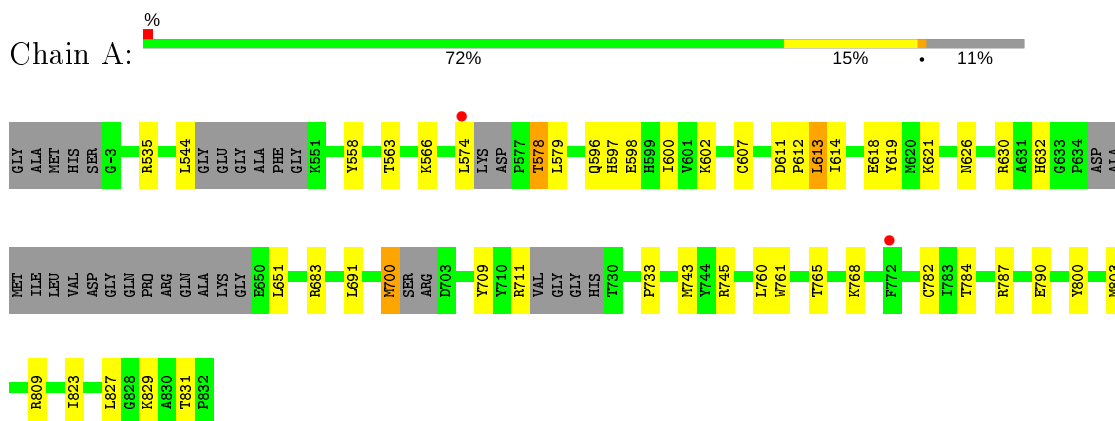 %
Chain A:
72% 15% • 11%
GLY ALA MET HIS SER G-3 R535 L544 GLY GLU GLY ALA PHE GLY K551 Y558 T563 K566 L574 LYS ASP P577 T578 L579 Q596 H597 E598 H599 I600 V601 K602 C607 D611 P612 L613 I614 E618 Y619 M620 K621 N626 R630 A631 H632 G633 P634 ASP ALA
MET ILE LEU VAL ASP GLY GLN PRO ARG GLN ALA LYS GLY E650 L651 R683 L691 M700 SER ARG D703 Y709 Y710 R711 VAL GLY GLY HIS T730 P733 M743 Y744 R745 L760 W761 T765 K768 F772 C782 I783 T784 R787 E790 Y800 M803
R809 I823 L827 G828 K829 A830 T831 P832